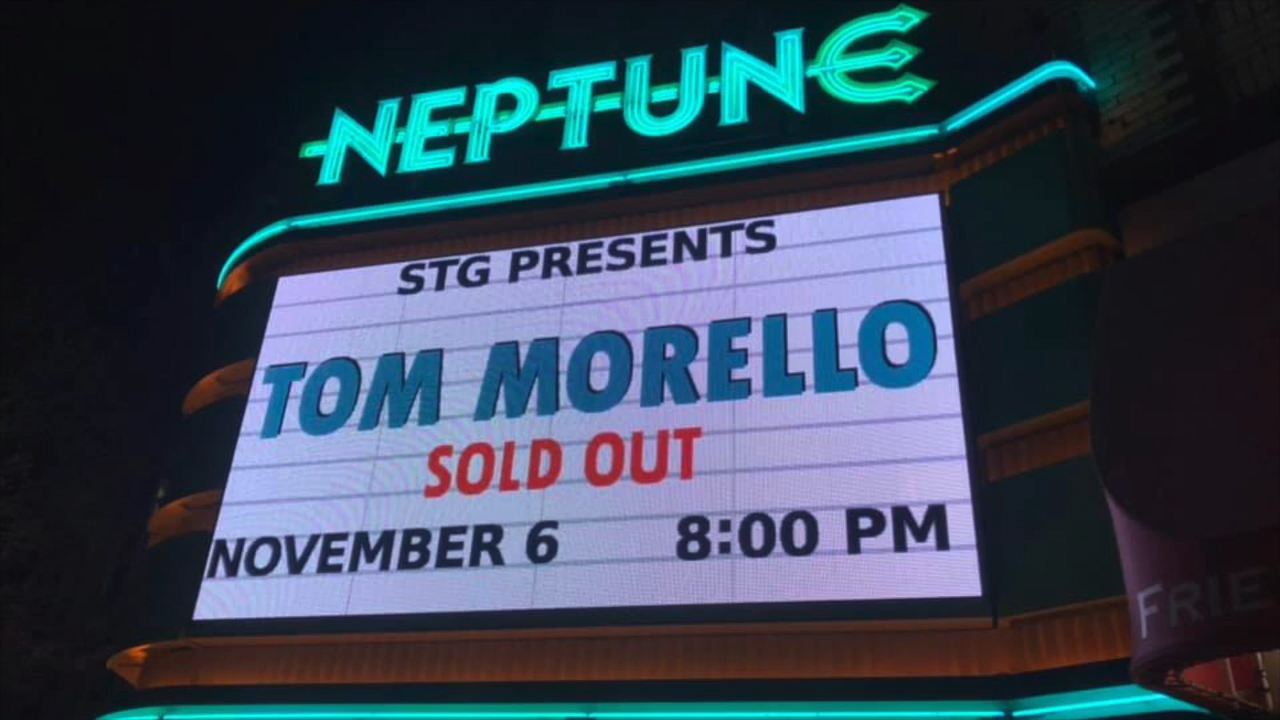 NEPTUNE
STG PRESENTS
TOM MORELLO
SOLD OUT
NOVEMBER 6 8:00 PM